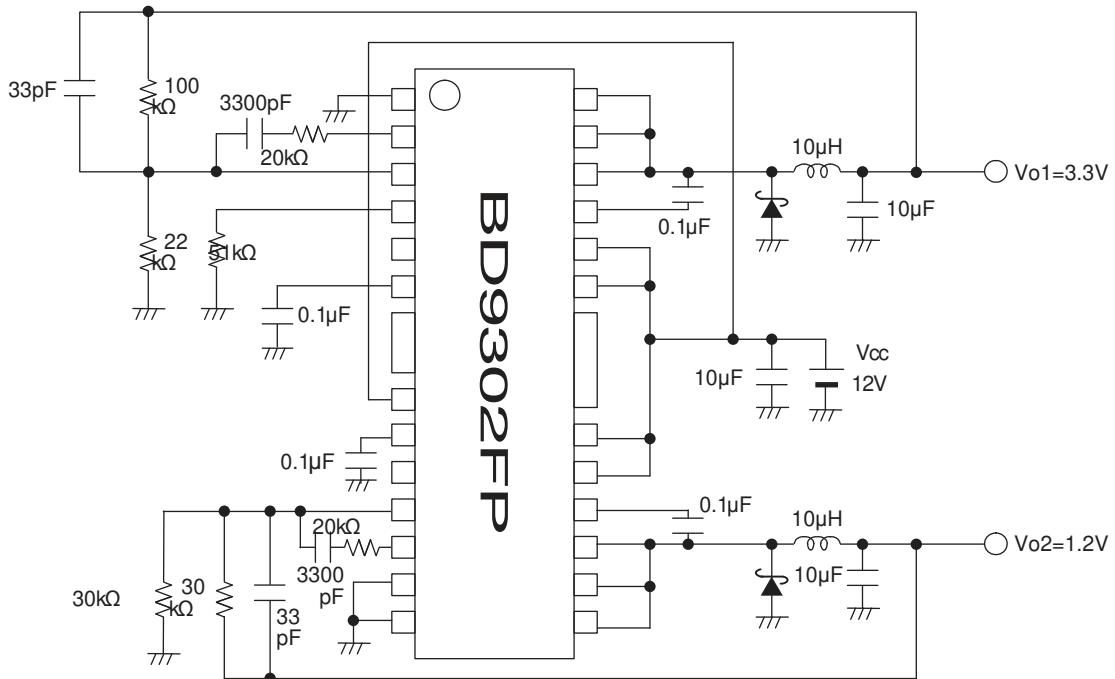 33pF
100
kΩ
3300pF
20kΩ
22
kΩ
51kΩ
0.1µF
0.1µF
30kΩ
30
kΩ
33
pF
20kΩ
3300
pF
BD9302FP
10µH
Vo1=3.3V
0.1µF
10µF
10µF
Vcc
12V
0.1µF
10µH
Vo2=1.2V
10µF